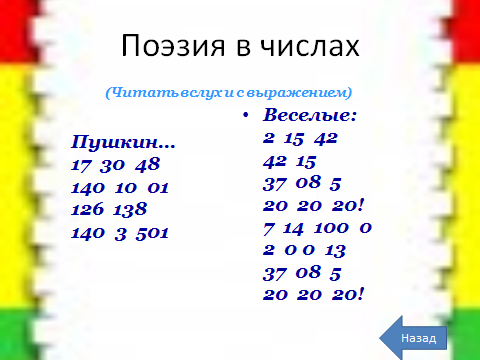 Поэзия в числах
(Читать вслух и с выражением)
Пушкин...
17 30 48
140 10 01
126 138
140 3 501
• Веселые:
2 15 42
42 15
37 08 5
20 20 20!
7 14 100 0
2 0 0 13
37 08 5
20 20 20!
Назад